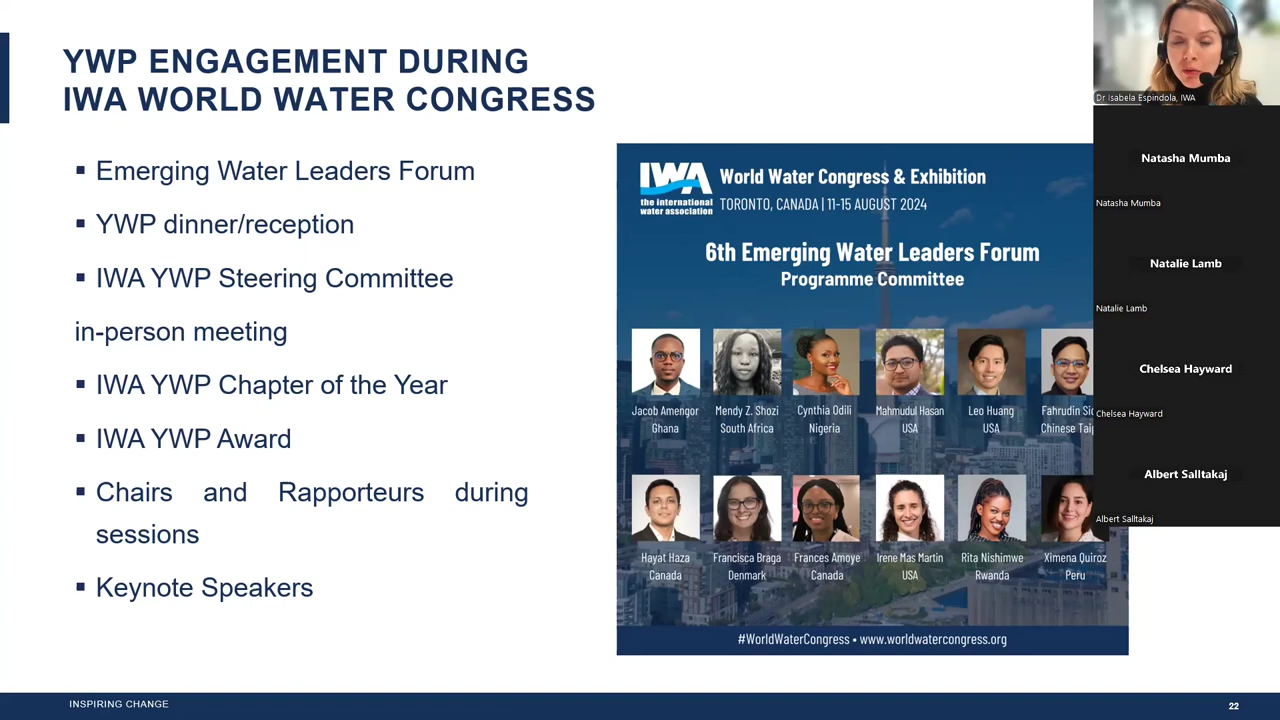 YWP ENGAGEMENT DURING
IWA WORLD WATER CONGRESS
▪ Emerging Water Leaders Forum
▪ YWP dinner/reception
▪ IWA YWP Steering Committee
in-person meeting
▪ IWA YWP Chapter of the Year
▪ IWA YWP Award
▪ Chairs and Rapporteurs during
sessions
▪ Keynote Speakers
IWA
the international
water association
World Water Congress & Exhibition
TORONTO, CANADA | 11-15 AUGUST 2024
6th Emerging Water Leaders Forum
Programme Committee
Jacob Amengor
Ghana
Mendy Z. Shozi
South Africa
Cynthia Odili
Nigeria
Mahmudul Hasan
USA
Leo Huang
USA
Fahrudin
Chinese
Hayat Haza
Canada
Francisca Braga
Denmark
Frances Amoye
Canada
Irene Mas Martin
USA
Rita Nishimwe
Rwanda
Ximena Quiroz
Peru
#WorldWaterCongress • www.worldwatercongress.org
Dr Isabela Espindola, IWA
Natasha Mumba
Natasha Mumba
Natalie Lamb
Natalie Lamb
Chelsea Hayward
Chelsea Hayward
Albert Salltakaj
Albert Salltakaj
INSPIRING CHANGE
22